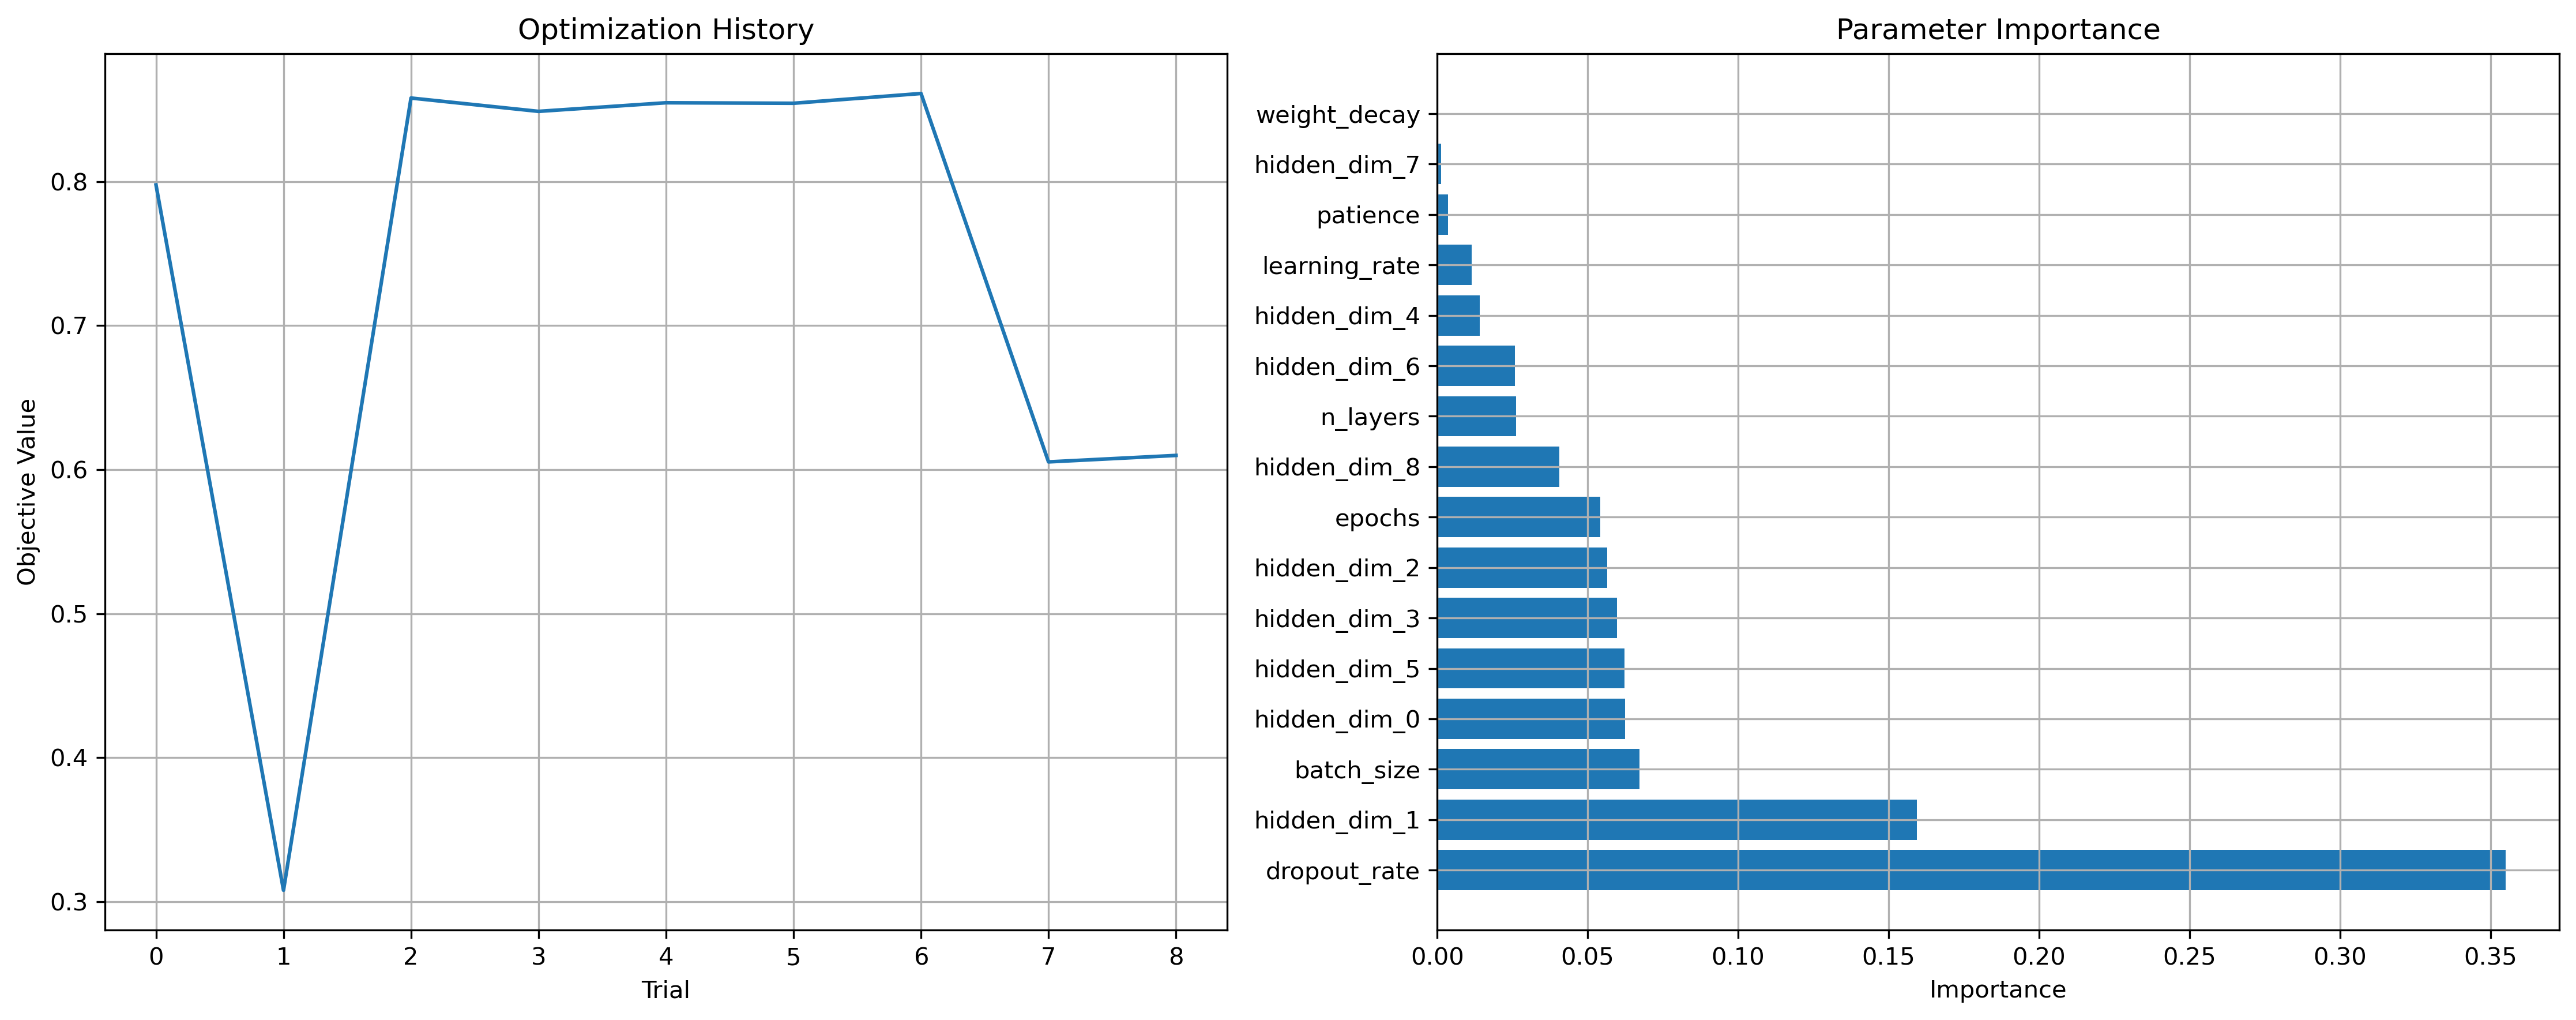 Optimization History
Objective Value
0.8
0.7
0.6
0.5
0.4
0.3
0 1 2 3 4 5 6 7 8
Trial
Parameter Importance
weight_decay
hidden_dim_7
patience
learning_rate
hidden_dim_4
hidden_dim_6
n_layers
hidden_dim_8
epochs
hidden_dim_2
hidden_dim_3
hidden_dim_5
hidden_dim_0
batch_size
hidden_dim_1
dropout_rate
0.00 0.05 0.10 0.15 0.20 0.25 0.30 0.35
Importance